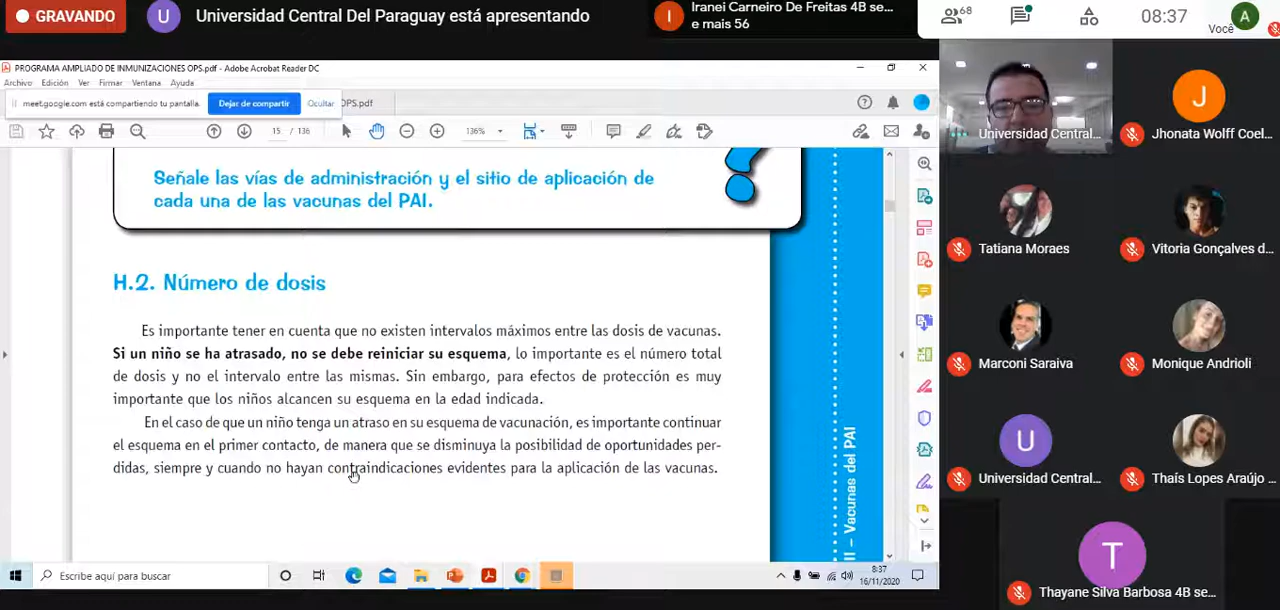 GRAVANDO
U
Universidad Central Del Paraguay está apresentando
I
Iranei Carneiro De Freitas 4B se...
e mais 56
68
08:37
Você
A
PROGRAMA AMPLIADO DE INMUNIZACIONES OPS.pdf - Adobe Acrobat Reader DC
Archivo Edición Ver Firmar Ventana Ayuda
meet.google.com está compartiendo tu pantalla.
Dejar de compartir
Ocultar
OPS.pdf
15 / 136
136%
Señale las vías de administración y el sitio de aplicación de
cada una de las vacunas del PAI.
?
H.2. Número de dosis
Es importante tener en cuenta que no existen intervalos máximos entre las dosis de vacunas.
Si un niño se ha atrasado, no se debe reiniciar su esquema, lo importante es el número total
de dosis y no el intervalo entre las mismas. Sin embargo, para efectos de protección es muy
importante que los niños alcancen su esquema en la edad indicada.
En el caso de que un niño tenga un atraso en su esquema de vacunación, es importante continuar
el esquema en el primer contacto, de manera que se disminuya la posibilidad de oportunidades per-
didas, siempre y cuando no hayan contraindicaciones evidentes para la aplicación de las vacunas.
II – Vacunas del PAI
Escribe aquí para buscar
8:37
16/11/2020
Universidad Central...
J
Jhonata Wolff Coel...
Tatiana Moraes
Vitoria Gonçalves d...
Marconi Saraiva
Monique Andrioli
U
Universidad Central...
Thaís Lopes Araújo ...
T
Thayane Silva Barbosa 4B se...